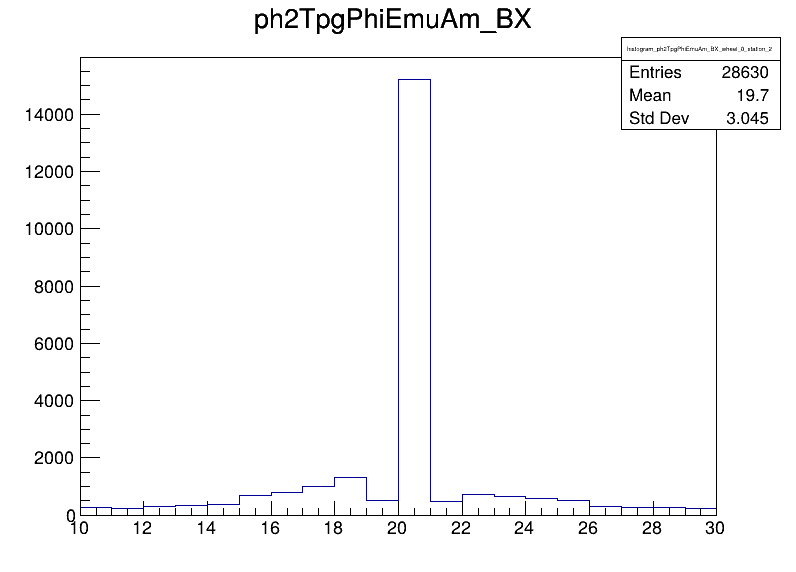 ph2TpgPhiEmuAm_BX
histogram_ph2TpgPhiEmuAm_BX_wheel_0_station_2
Entries 28630
Mean 19.7
Std Dev 3.045
14000
12000
10000
8000
6000
4000
2000
0
10 12 14 16 18 20 22 24 26 28 30